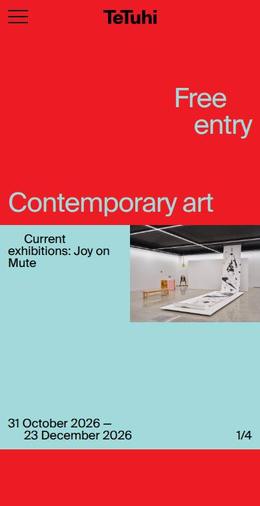 TeTuhi
Free
entry
Contemporary art
Current
exhibitions: Joy on
Mute
31 October 2026 —
23 December 2026
1/4